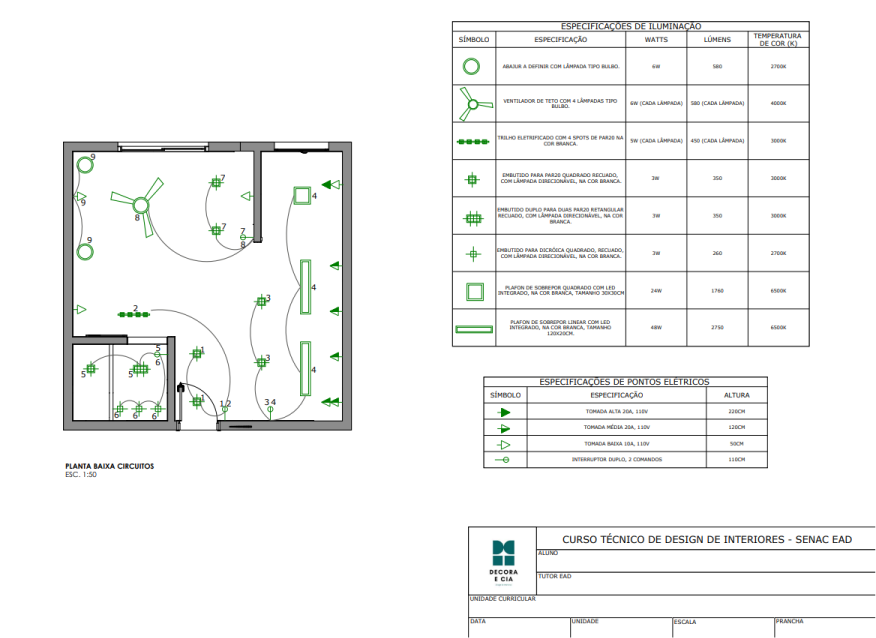 ESPECIFICAÇÕES DE ILUMINAÇÃO
SÍMBOLO ESPECIFICAÇÃO WATTS LÚMENS TEMPERATURA DE COR (K)
ABAJUR A DEFINIR COM LÂMPADA TIPO BULBO. 6W 580 2700K
VENTILADOR DE TETO COM 4 LÂMPADAS TIPO
BULBO. 6W (CADA LÂMPADA) 580 (CADA LÂMPADA) 4000K
TRILHO ELETRIFICADO COM 4 SPOTS DE PAR20 NA
COR BRANCA. 5W (CADA LÂMPADA) 450 (CADA LÂMPADA) 3000K
EMBUTIDO PARA PAR20 QUADRADO RECUADO,
COM LÂMPADA DIRECIONÁVEL, NA COR BRANCA. 3W 350 3000K
EMBUTIDO DUPLO PARA DUAS PAR20 RETANGULAR
RECUADO, COM LÂMPADA DIRECIONÁVEL, NA COR
BRANCA. 3W 350 3000K
EMBUTIDO PARA DICRÓICA QUADRADO, RECUADO,
COM LÂMPADA DIRECIONÁVEL, NA COR BRANCA. 3W 260 2700K
PLAFON DE SOBREPOR QUADRADO COM LED
INTEGRADO, NA COR BRANCA, TAMANHO 30X30CM 24W 1760 6500K
PLAFON DE SOBREPOR LINEAR COM LED
INTEGRADO, NA COR BRANCA, TAMANHO
120X20CM. 48W 2750 6500K
9
7
9
4
8
7
7
8
9
4
3
2
5
6
1
3
5
5
4
1
1 2
3 4
6
6
6
PLANTA BAIXA CIRCUITOS
ESC. 1:50
ESPECIFICAÇÕES DE PONTOS ELÉTRICOS
SÍMBOLO ESPECIFICAÇÃO ALTURA
TOMADA ALTA 20A, 110V 220CM
TOMADA MÉDIA 20A, 110V 120CM
TOMADA BAIXA 10A, 110V 50CM
INTERRUPTOR DUPLO, 2 COMANDOS 110CM
DECORA
E CIA
CURSO TÉCNICO DE DESIGN DE INTERIORES - SENAC EAD
ALUNO
TUTOR EAD
UNIDADE CURRICULAR
DATA UNIDADE ESCALA PRANCHA